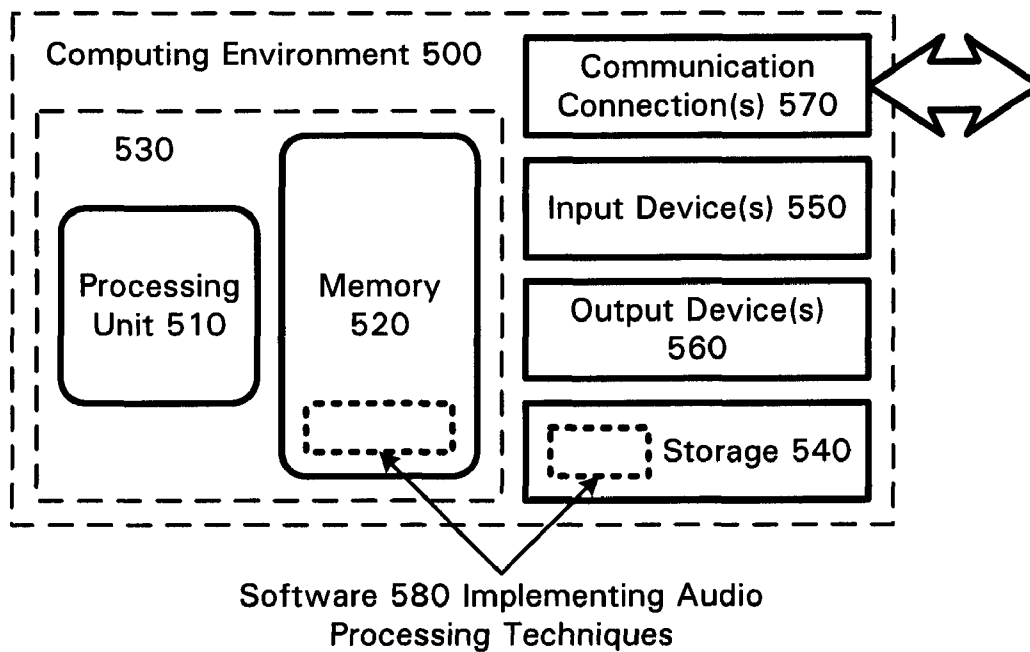 Computing Environment 500
530
Processing
Unit 510
Memory
520
Communication
Connection(s) 570
Input Device(s) 550
Output Device(s)
560
Storage 540
Software 580 Implementing Audio
Processing Techniques